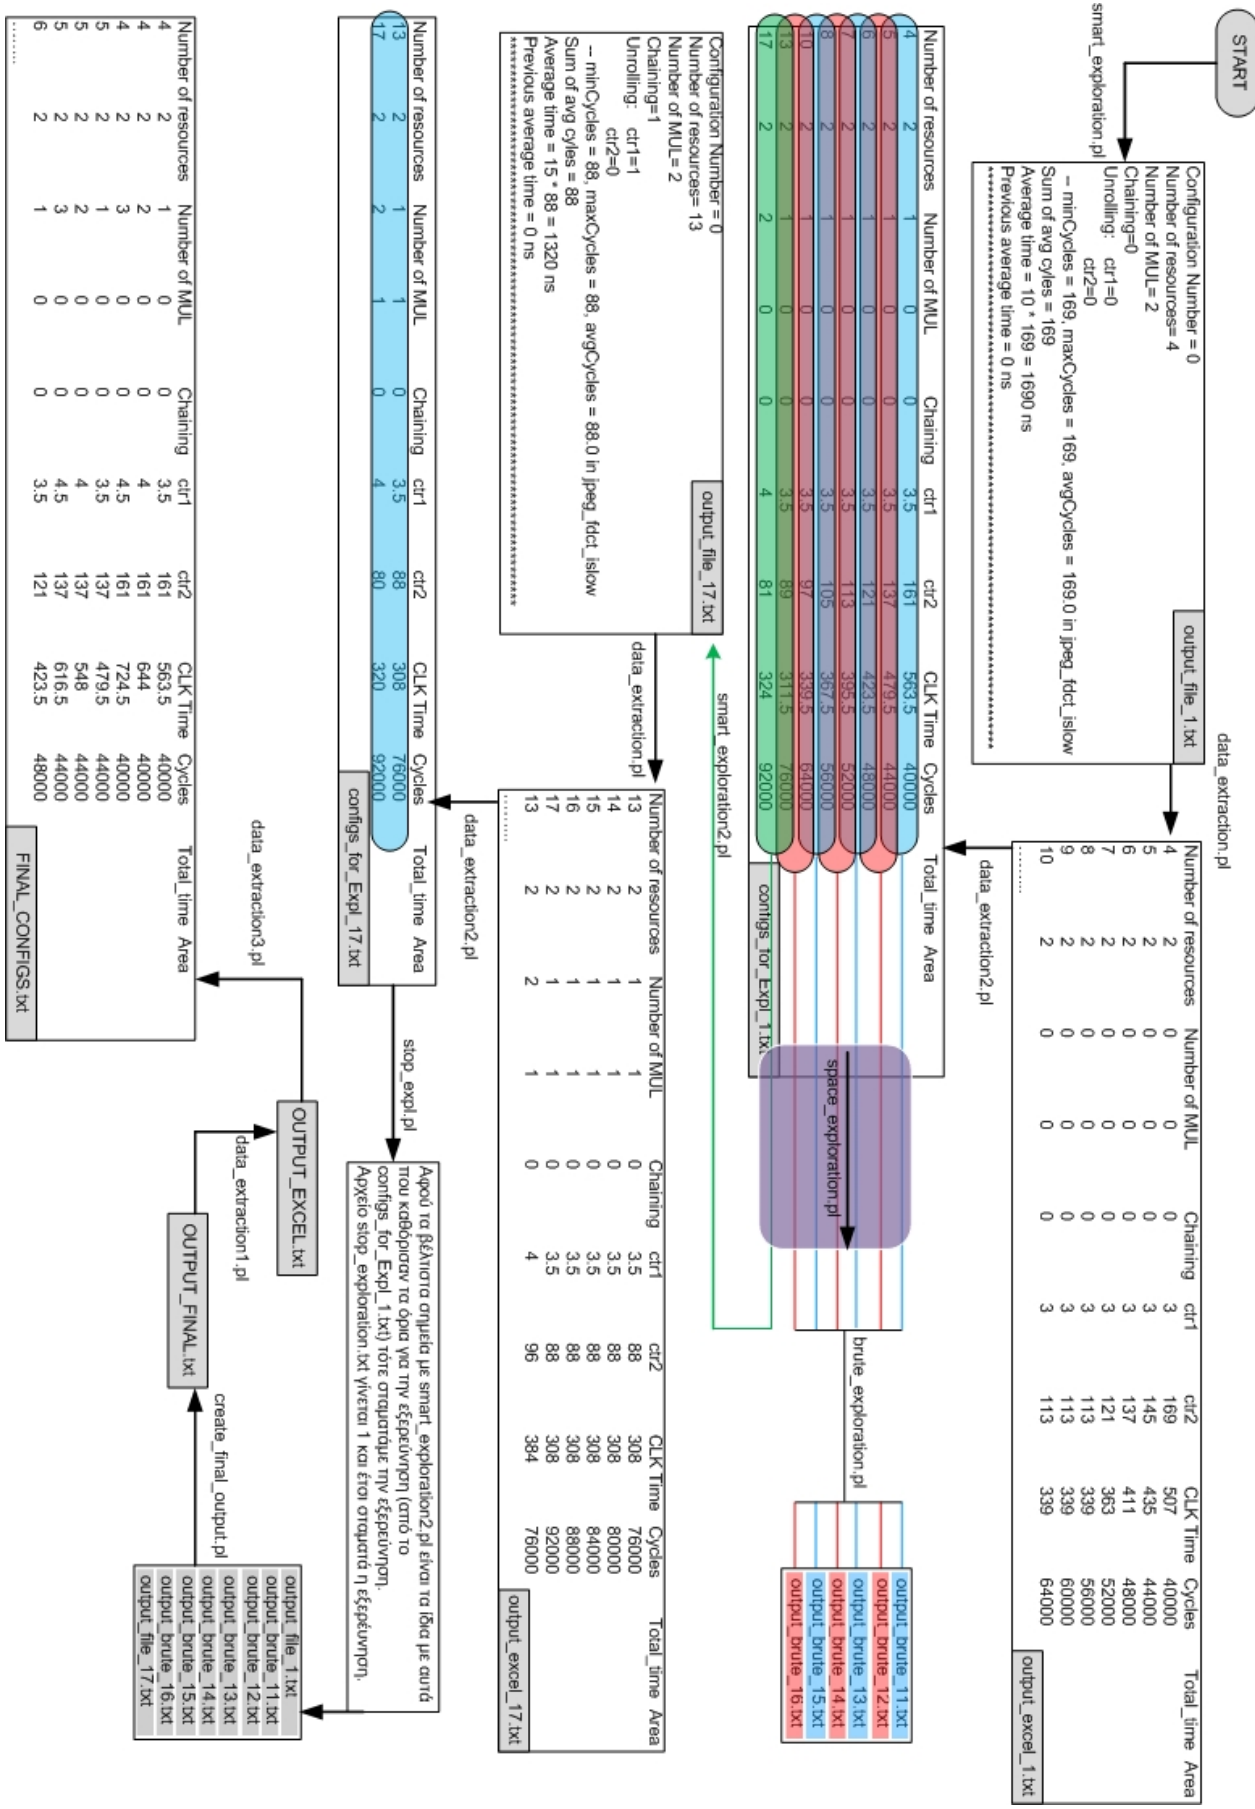 START
smart_exploration.pl
Configuration Number = 0
Number of resources= 4
Number of MUL= 2
Chaining=0
Unrolling: ctr1=0
ctr2=0
-- minCycles = 169, maxCycles = 169, avgCycles = 169.0 in jpeg_fdct_islow
Sum of avg cyles = 169
Average time = 10 * 169 = 1690 ns
Previous average time = 0 ns
output_file_1.txt
data_extraction.pl
Number of resources Number of MUL Chaining ctr1 ctr2 CLK Time Cycles Total_time Area
4 2 0 0 0 3 169 507 40000
5 2 0 0 0 3 145 435 44000
6 2 0 0 0 3 137 411 48000
7 2 0 0 0 3 121 363 52000
8 2 0 0 0 3 113 339 56000
9 2 0 0 0 3 113 339 60000
10 2 0 0 0 3 113 339 64000
........
output_excel_1.txt
data_extraction2.pl
Number of resources Number of MUL Chaining ctr1 ctr2 CLK Time Cycles Total_time Area
4 2 1 0 0 3.5 161 563.5 40000
5 2 1 0 0 3.5 137 479.5 44000
6 2 1 0 0 3.5 121 423.5 48000
7 2 1 0 0 3.5 113 395.5 52000
8 2 1 0 0 3.5 105 367.5 56000
10 2 1 0 0 3.5 97 339.5 64000
13 2 1 0 0 3.5 89 311.5 76000
17 2 2 0 0 4 81 324 92000
configs_for_Expl_1.txt
space_exploration.pl
brute_exploration.pl
output_brute_11.txt
output_brute_12.txt
output_brute_13.txt
output_brute_14.txt
output_brute_15.txt
output_brute_16.txt
smart_exploration2.pl
Configuration Number = 0
Number of resources= 13
Number of MUL= 2
Chaining=1
Unrolling: ctr1=1
ctr2=0
-- minCycles = 88, maxCycles = 88, avgCycles = 88.0 in jpeg_fdct_islow
Sum of avg cyles = 88
Average time = 15 * 88 = 1320 ns
Previous average time = 0 ns
output_file_17.txt
data_extraction.pl
Number of resources Number of MUL Chaining ctr1 ctr2 CLK Time Cycles Total_time Area
13 2 1 1 0 3.5 88 308 76000
14 2 1 1 0 3.5 88 308 80000
15 2 1 1 0 3.5 88 308 84000
16 2 1 1 0 3.5 88 308 88000
17 2 1 1 0 3.5 88 308 92000
13 2 2 1 0 4 96 384 76000
........
output_excel_17.txt
data_extraction2.pl
Number of resources Number of MUL Chaining ctr1 ctr2 CLK Time Cycles Total_time Area
13 2 1 1 0 3.5 88 308 76000
17 2 2 1 0 4 80 320 92000
configs_for_Expl_17.txt
stop_expl.pl
Αφού τα βέλτιστα σημεία με smart_exploration2.pl είναι τα ίδια με αυτά
που καθόρισαν τα όρια για την εξερεύνηση (από το
configs_for_Expl_1.txt) τότε σταματάμε την εξερεύνηση.
Αρχείο stop_exploration.txt γίνεται 1 και έτσι σταματά η εξερεύνηση.
output_file_1.txt
output_brute_11.txt
output_brute_12.txt
output_brute_13.txt
output_brute_14.txt
output_brute_15.txt
output_brute_16.txt
output_file_17.txt
create_final_output.pl
OUTPUT_FINAL.txt
data_extraction1.pl
OUTPUT_EXCEL.txt
data_extraction3.pl
Number of resources Number of MUL Chaining ctr1 ctr2 CLK Time Cycles Total_time Area
4 2 1 0 0 3.5 161 563.5 40000
4 2 2 0 0 4 161 644 40000
4 2 3 0 0 4.5 161 724.5 40000
5 2 1 0 0 3.5 137 479.5 44000
5 2 2 0 0 4 137 548 44000
5 2 3 0 0 4.5 137 616.5 44000
6 2 1 0 0 3.5 121 423.5 48000
........
FINAL_CONFIGS.txt